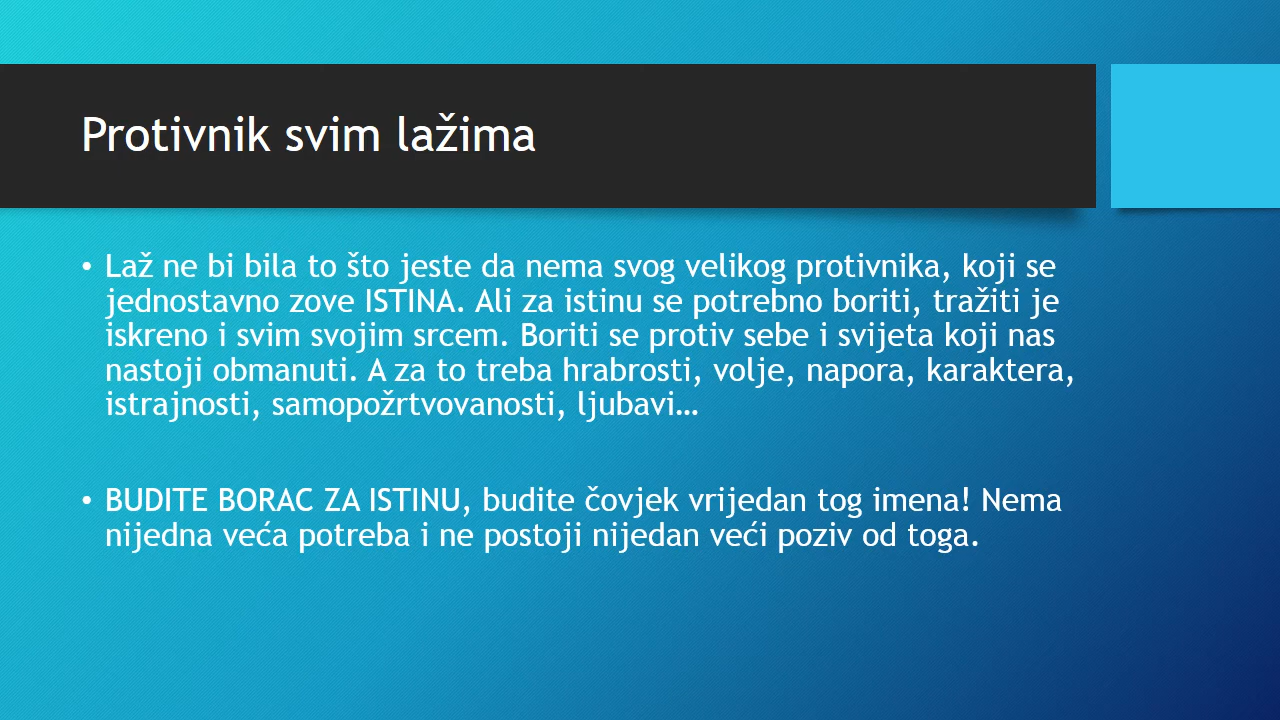 Protivnik svim lažima
• Laž ne bi bila to što jeste da nema svog velikog protivnika, koji se
jednostavno zove ISTINA. Ali za istinu se potrebno boriti, tražiti je
iskreno i svim svojim srcem. Boriti se protiv sebe i svijeta koji nas
nastoji obmanuti. A za to treba hrabrosti, volje, napora, karaktera,
istrajnosti, samopožrtvovanosti, ljubavi…
• BUDITE BORAC ZA ISTINU, budite čovjek vrijedan tog imena! Nema
nijedna veća potreba i ne postoji nijedan veći poziv od toga.